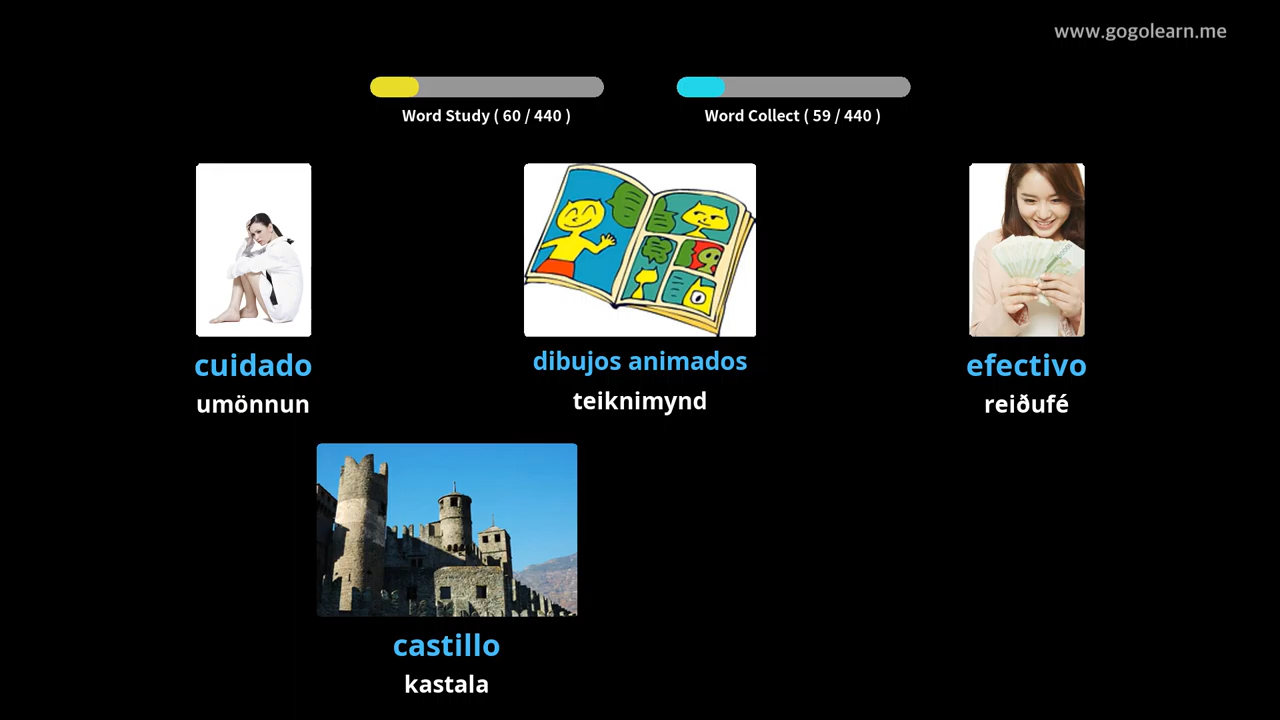 www.gogolearn.me
Word Study ( 60 / 440 )
Word Collect ( 59 / 440 )
cuidado
umönnun
dibujos animados
teiknimynd
efectivo
reiðufé
castillo
kastala